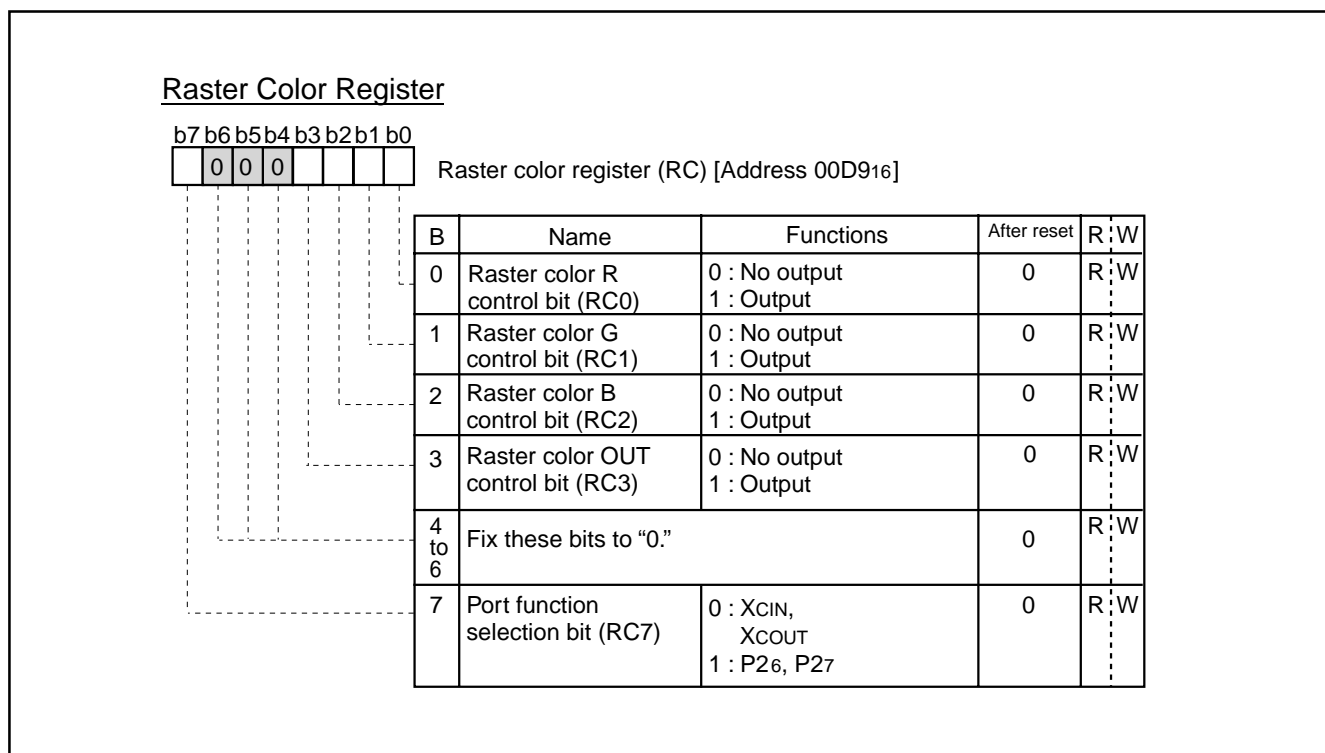 Raster Color Register
b7 b6 b5 b4 b3 b2 b1 b0
0 0 0
Raster color register (RC) [Address 00D916]
B Name Functions After reset R W
0 Raster color R 0 : No output 0 R W
control bit (RC0) 1 : Output
1 Raster color G 0 : No output 0 R W
control bit (RC1) 1 : Output
2 Raster color B 0 : No output 0 R W
control bit (RC2) 1 : Output
3 Raster color OUT 0 : No output 0 R W
control bit (RC3) 1 : Output
4 to 6 Fix these bits to “0.” 0 R W
7 Port function 0 : XCIN, 0 R W
selection bit (RC7) XCOUT
1 : P26, P27